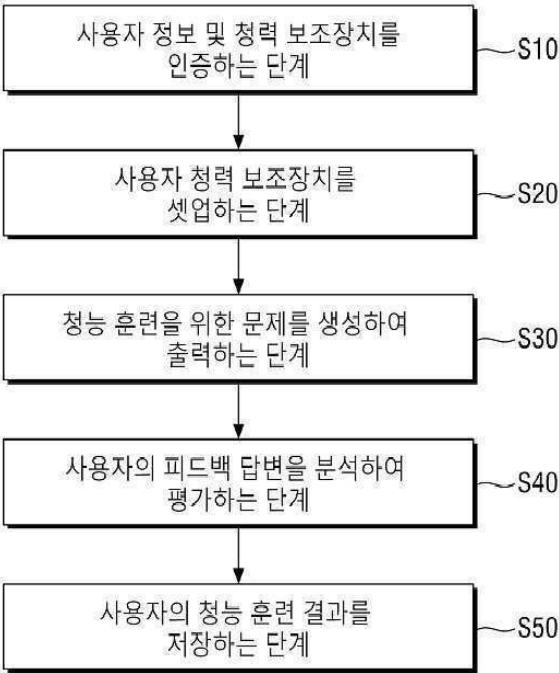 사용자 정보 및 청력 보조장치를
인증하는 단계
S10
사용자 청력 보조장치를
셋업하는 단계
S20
청능 훈련을 위한 문제를 생성하여
출력하는 단계
S30
사용자의 피드백 답변을 분석하여
평가하는 단계
S40
사용자의 청능 훈련 결과를
저장하는 단계
S50